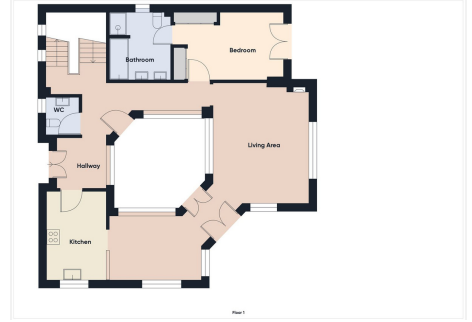 Bedroom
Bathroom
WC
Living Area
Hallway
Kitchen
Floor 1